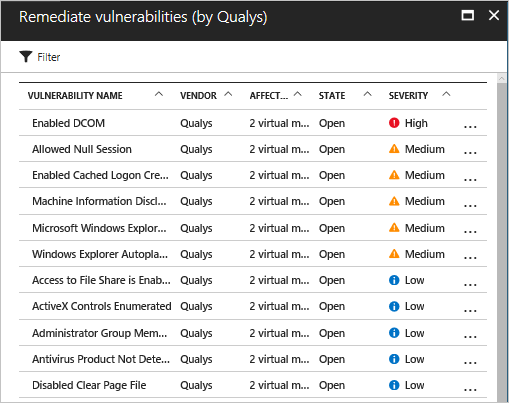 Remediate vulnerabilities (by Qualys)
Filter
VULNERABILITY NAME VENDOR AFFECT... STATE SEVERITY
Enabled DCOM Qualys 2 virtual m... Open High ...
Allowed Null Session Qualys 2 virtual m... Open Medium ...
Enabled Cached Logon Cre... Qualys 2 virtual m... Open Medium ...
Machine Information Discl... Qualys 2 virtual m... Open Medium ...
Microsoft Windows Explor... Qualys 2 virtual m... Open Medium ...
Windows Explorer Autopla... Qualys 2 virtual m... Open Medium ...
Access to File Share is Enab... Qualys 2 virtual m... Open Low ...
ActiveX Controls Enumerated Qualys 2 virtual m... Open Low ...
Administrator Group Mem... Qualys 2 virtual m... Open Low ...
Antivirus Product Not Dete... Qualys 2 virtual m... Open Low ...
Disabled Clear Page File Qualys 2 virtual m... Open Low ...